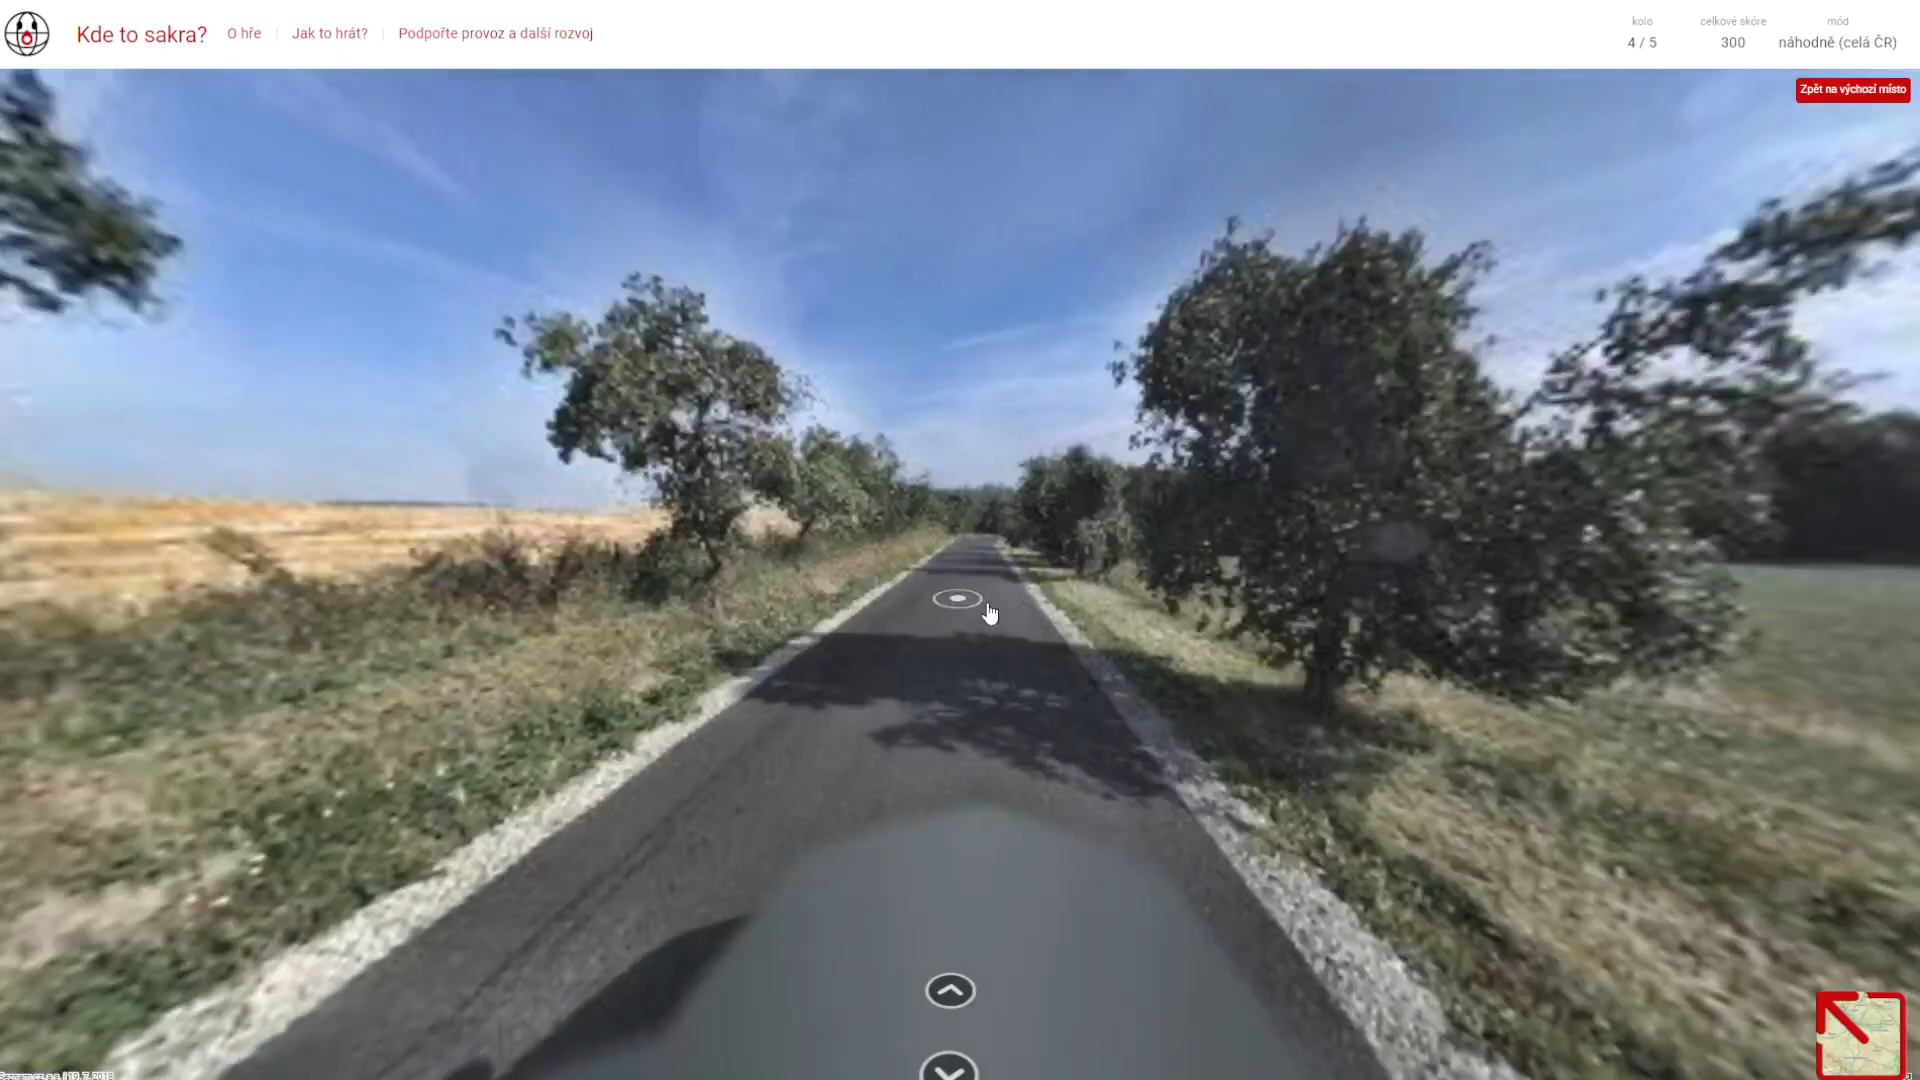 Kde to sakra?
O hře
Jak to hrát?
Podpořte provoz a další rozvoj
kolo
4 / 5
celkové skóre
300
mód
náhodně (celá ČR)
Zpět na výchozí místo